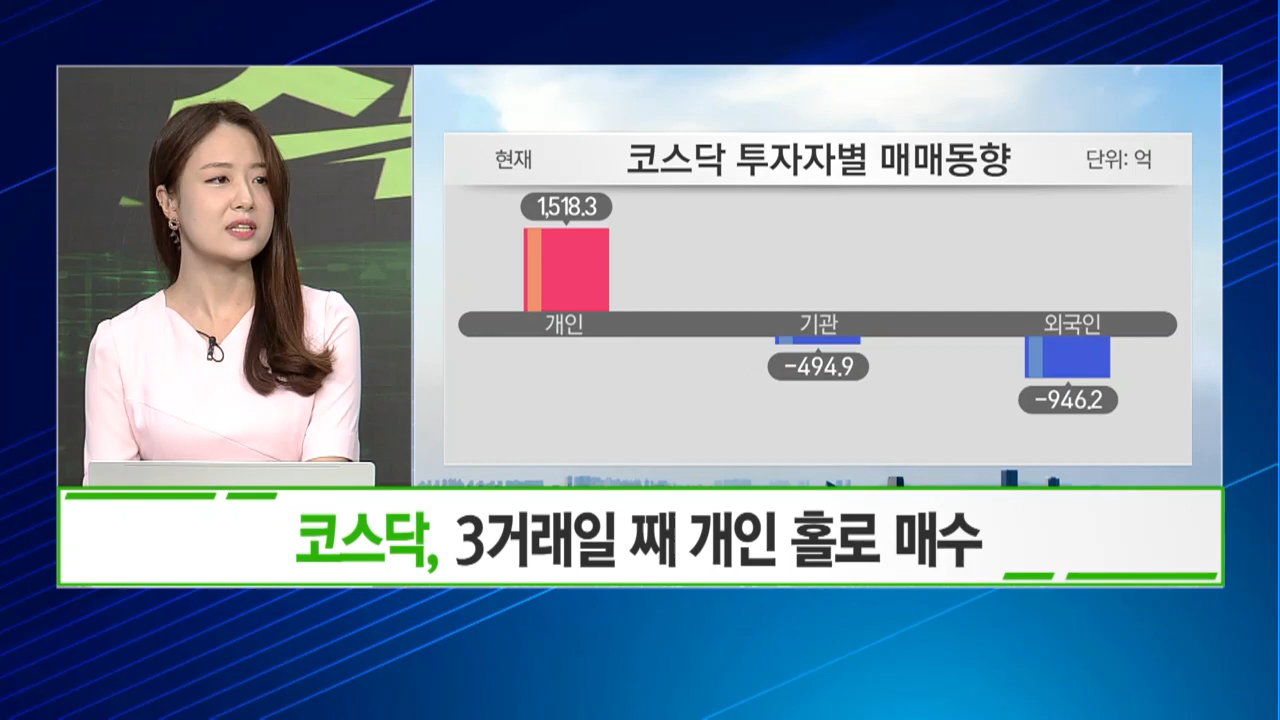 현재
코스닥 투자자별 매매동향
단위: 억
1,518.3
개인
기관
외국인
-494.9
-946.2
코스닥, 3거래일 째 개인 홀로 매수